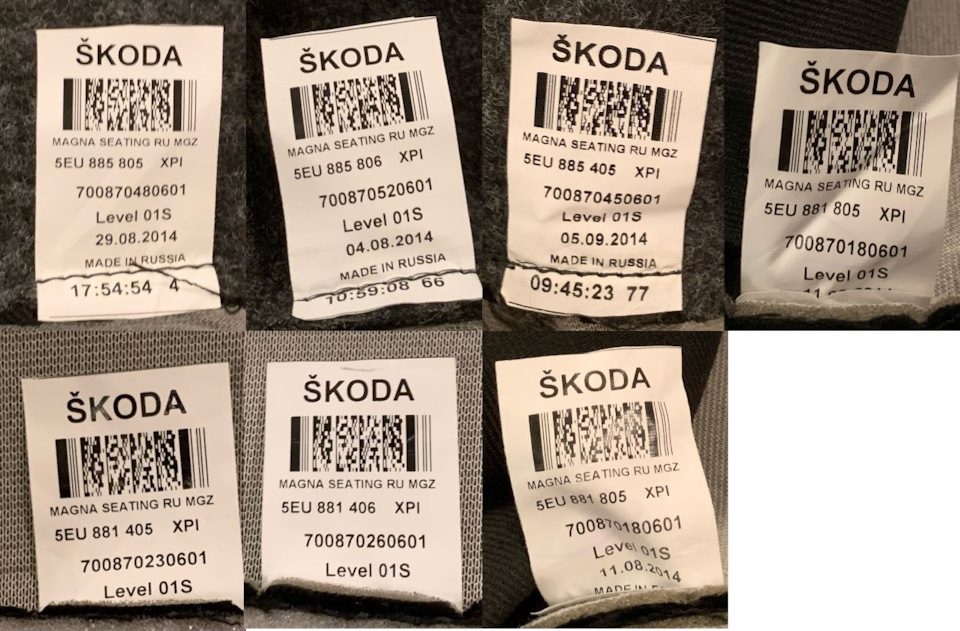 ŠKODA
MAGNA SEATING RU MGZ
5EU 885 805 XPI
700870480601
Level 01S
29.08.2014
MADE IN RUSSIA
17:54:54 4
ŠKODA
MAGNA SEATING RU MGZ
5EU 885 806 XPI
700870520601
Level 01S
04.08.2014
MADE IN RUSSIA
10:59:08 66
ŠKODA
MAGNA SEATING RU MGZ
5EU 885 405 XPI
700870450601
Level 01S
05.09.2014
MADE IN RUSSIA
09:45:23 77
ŠKODA
MAGNA SEATING RU MGZ
5EU 881 805 XPI
700870180601
Level 01S
ŠKODA
MAGNA SEATING RU MGZ
5EU 881 405 XPI
700870230601
Level 01S
ŠKODA
MAGNA SEATING RU MGZ
5EU 881 406 XPI
700870260601
Level 01S
ŠKODA
MAGNA SEATING RU MGZ
5EU 881 805 XPI
700870180601
Level 01S
11.08.2014
MADE IN